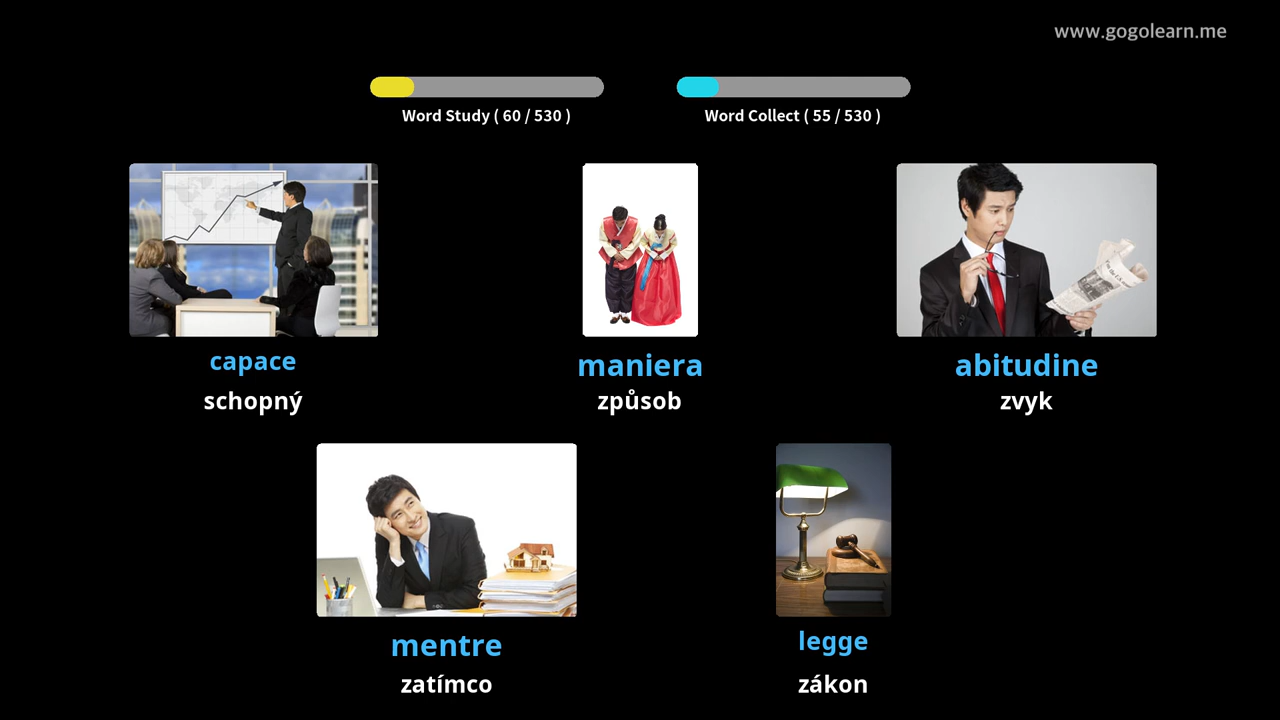 www.gogolearn.me
Word Study ( 60 / 530 )
Word Collect ( 55 / 530 )
capace
schopný
maniera
způsob
abitudine
zvyk
mentre
zatímco
legge
zákon